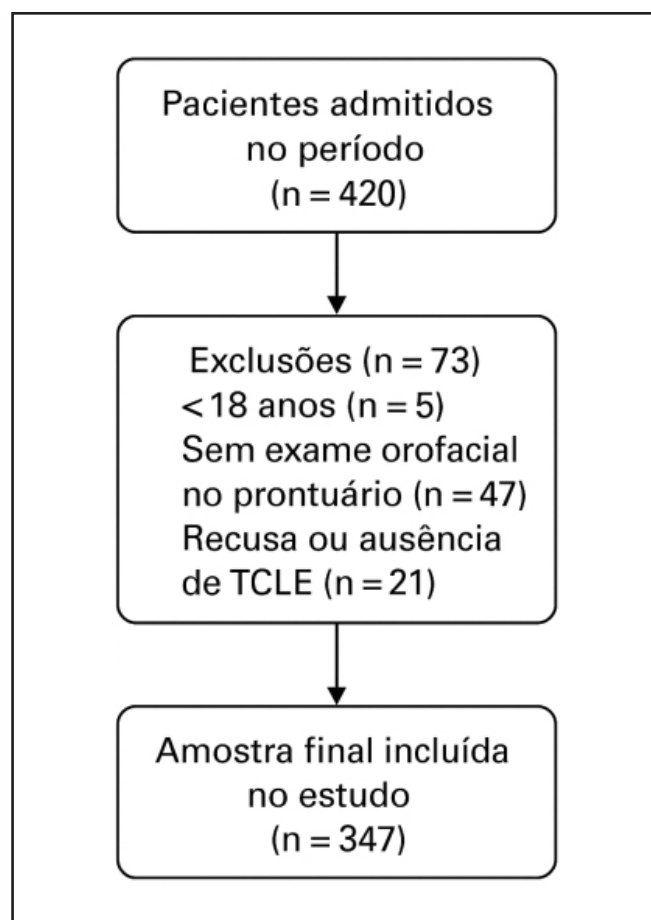 Pacientes admitidos
no período
(n = 420)
Exclusões (n = 73)
< 18 anos (n = 5)
Sem exame orofacial
no prontuário (n = 47)
Recusa ou ausência
de TCLE (n = 21)
Amostra final incluída
no estudo
(n = 347)